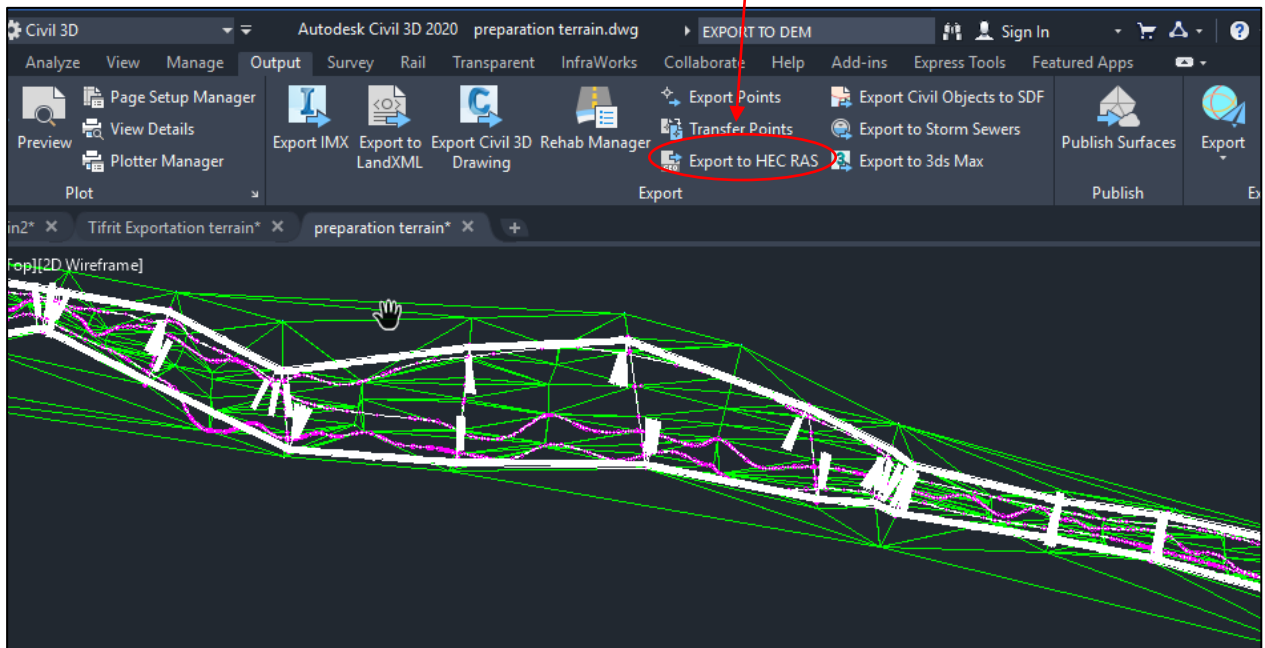 Civil 3D Autodesk Civil 3D 2020 preparation terrain.dwg EXPORT TO DEM Sign In
Analyze View Manage Output Survey Rail Transparent InfraWorks Collaborate Help Add-ins Express Tools Featured Apps
Preview
Page Setup Manager
View Details
Plotter Manager
Plot
Export IMX
Export to
LandXML
Export Civil 3D
Drawing
Rehab Manager
Export Points
Transfer Points
Export to HEC RAS
Export Civil Objects to SDF
Export to Storm Sewers
Export to 3ds Max
Export
Publish Surfaces
Publish
Export
Ex
in2* Tifrit Exportation terrain* preparation terrain*
Top][2D Wireframe]